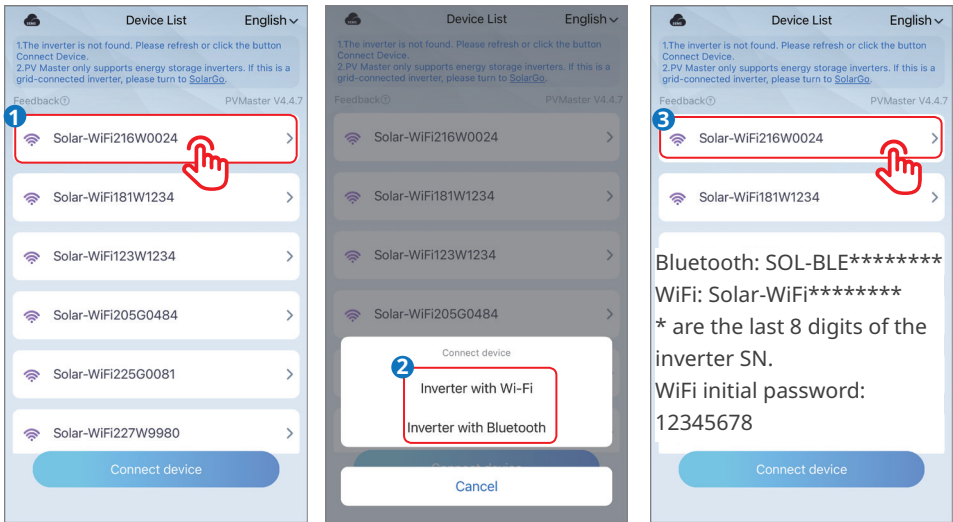 Device List
English
1.The inverter is not found. Please refresh or click the button
Connect Device.
2.PV Master only supports energy storage inverters. If this is a
grid-connected inverter, please turn to SolarGo.
Feedback
PVMaster V4.4.7
1
Solar-WiFi216W0024
Solar-WiFi181W1234
Solar-WiFi123W1234
Solar-WiFi205G0484
Solar-WiFi225G0081
Solar-WiFi227W9980
Connect device
Device List
English
1.The inverter is not found. Please refresh or click the button
Connect Device.
2.PV Master only supports energy storage inverters. If this is a
grid-connected inverter, please turn to SolarGo.
Feedback
PVMaster V4.4.7
Solar-WiFi216W0024
Solar-WiFi181W1234
Solar-WiFi123W1234
Solar-WiFi205G0484
Connect device
2
Inverter with Wi-Fi
Inverter with Bluetooth
Cancel
Device List
English
1.The inverter is not found. Please refresh or click the button
Connect Device.
2.PV Master only supports energy storage inverters. If this is a
grid-connected inverter, please turn to SolarGo.
Feedback
PVMaster V4.4.7
3
Solar-WiFi216W0024
Solar-WiFi181W1234
Bluetooth: SOL-BLE********
WiFi: Solar-WiFi********
* are the last 8 digits of the
inverter SN.
WiFi initial password:
12345678
Connect device